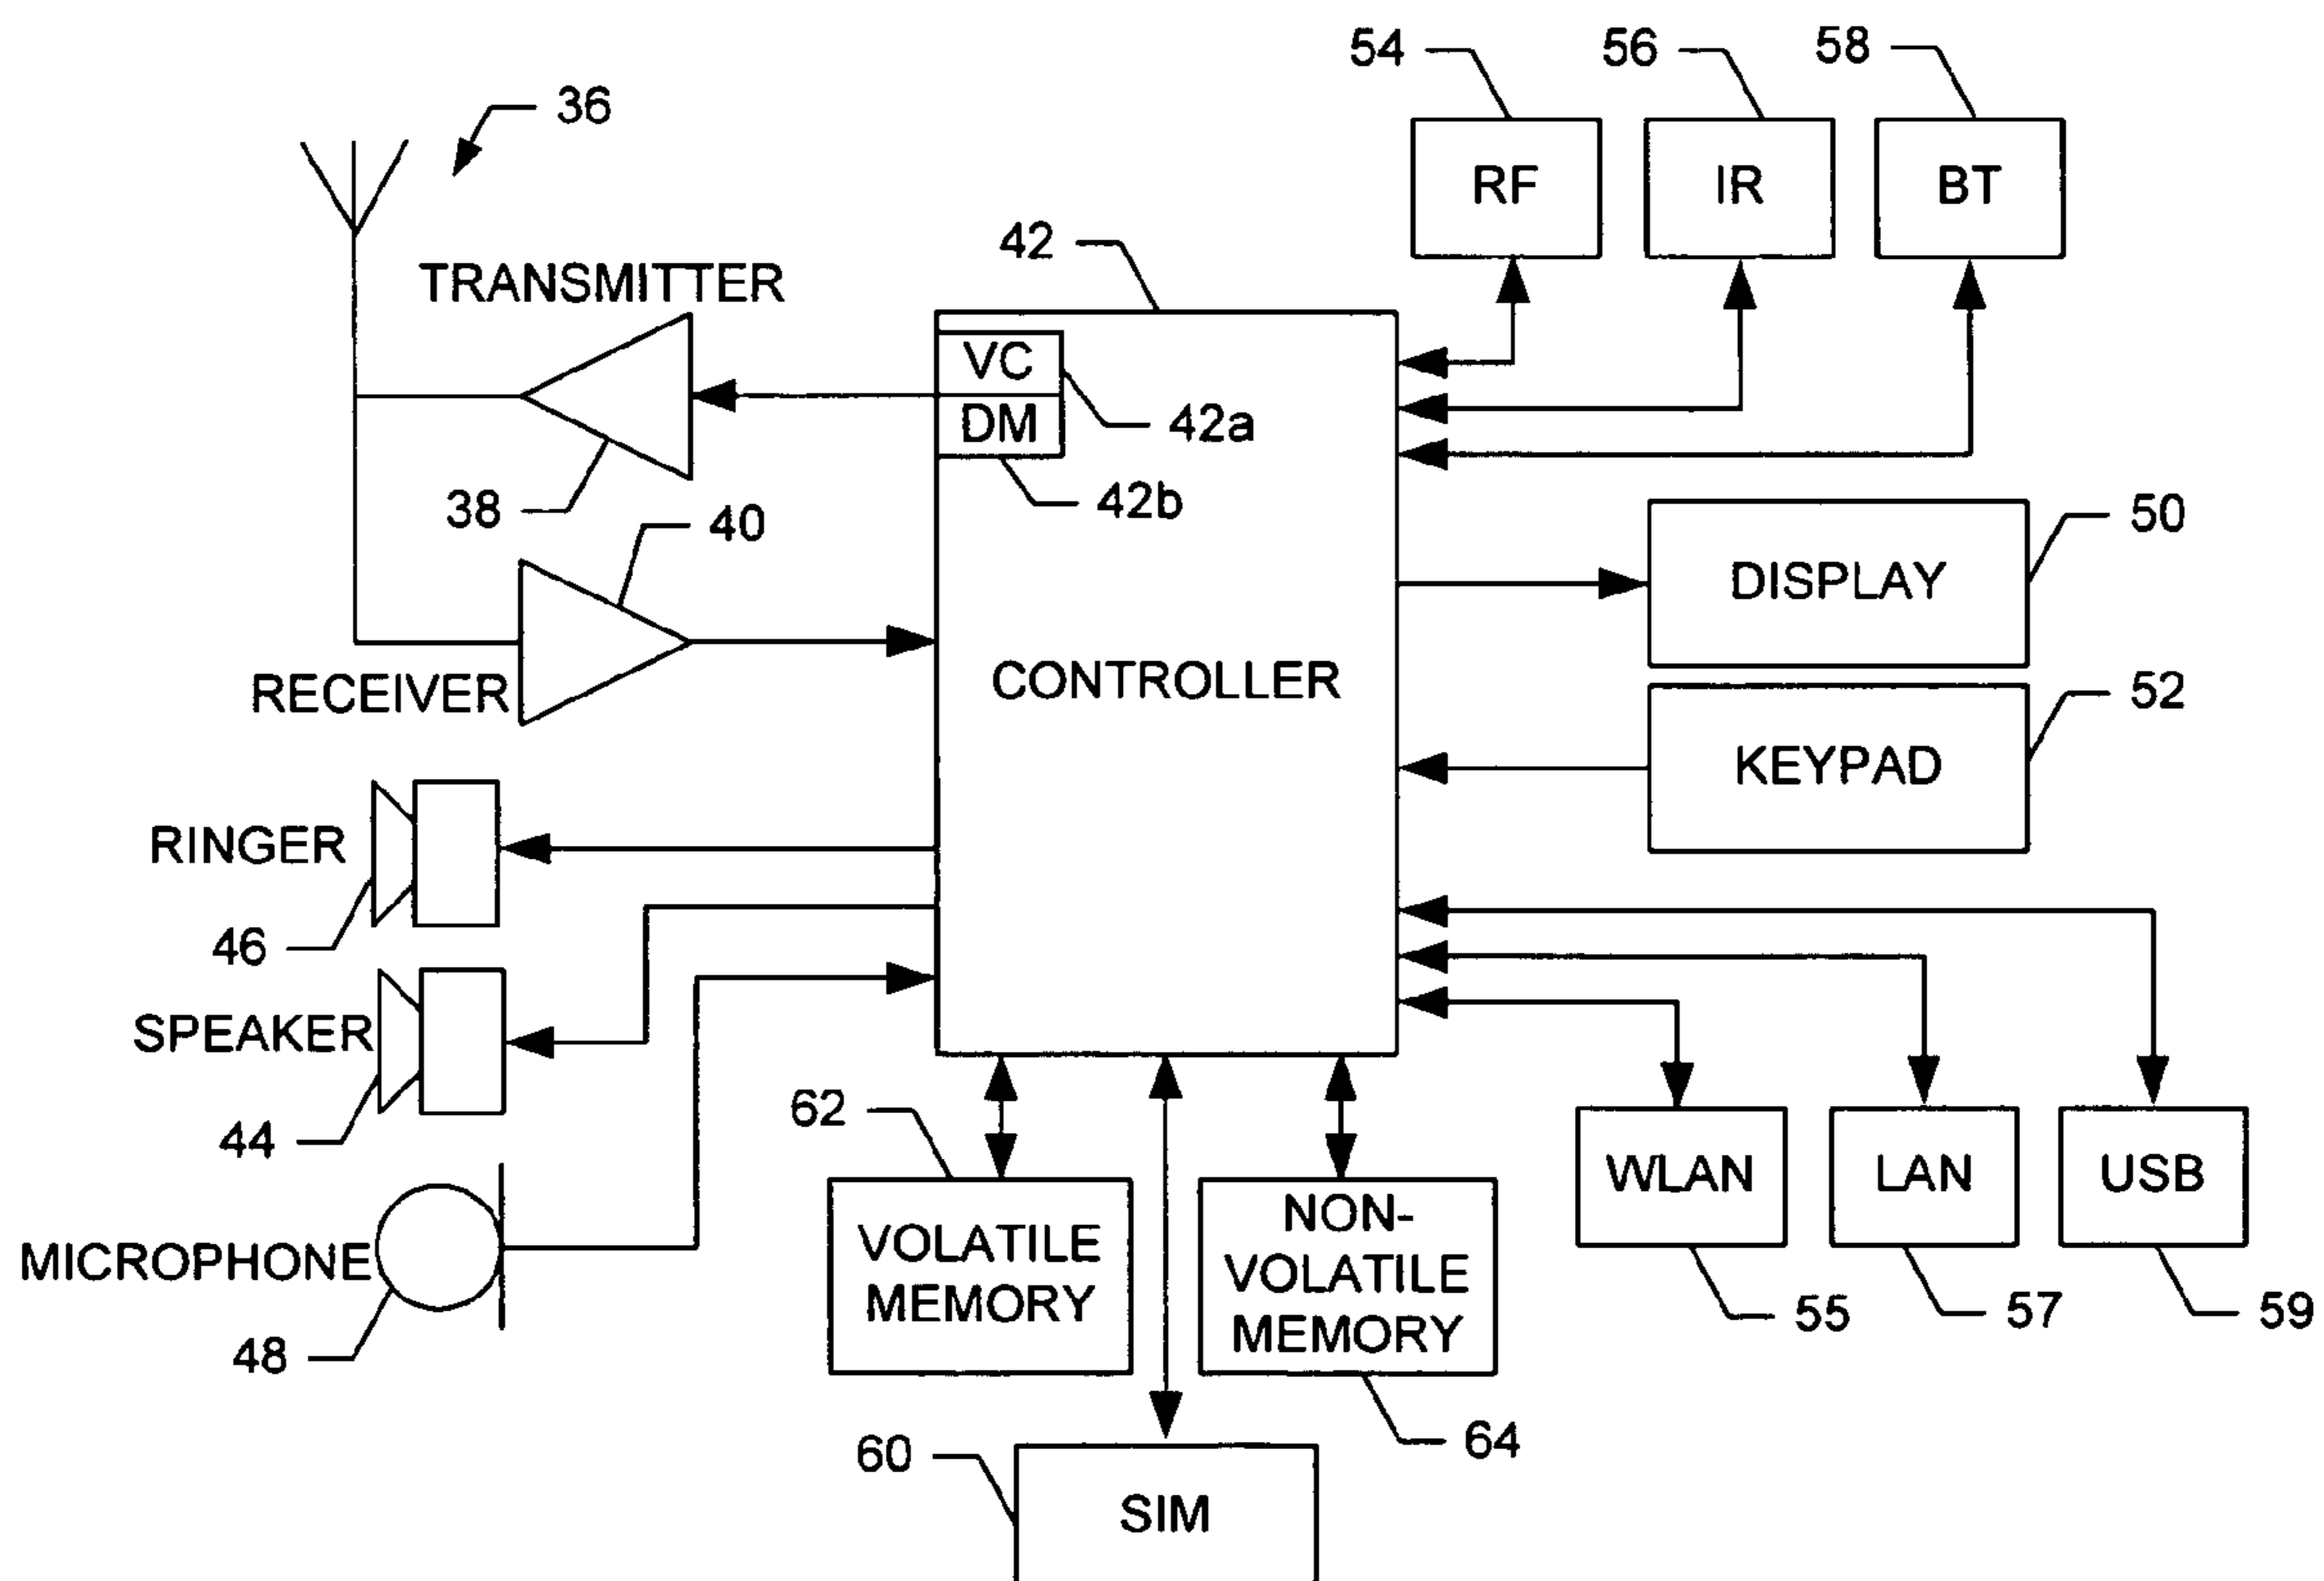 54
56
58
36
RF
IR
BT
42
TRANSMITTER
VC
DM
42a
42b
38
40
50
DISPLAY
CONTROLLER
RECEIVER
52
KEYPAD
RINGER
46
SPEAKER
44
62
WLAN
LAN
USB
VOLATILE
MEMORY
NON-
VOLATILE
MEMORY
MICROPHONE
48
55
57
59
64
60
SIM